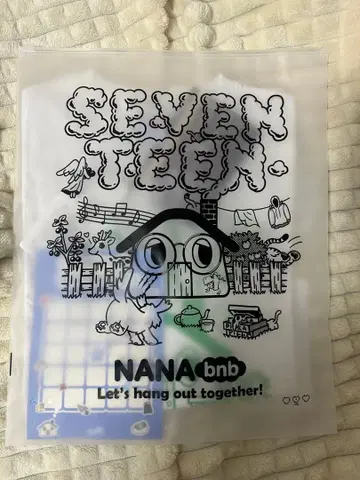 SEVEN
TEEN
NANA bnb
Let's hang out together!